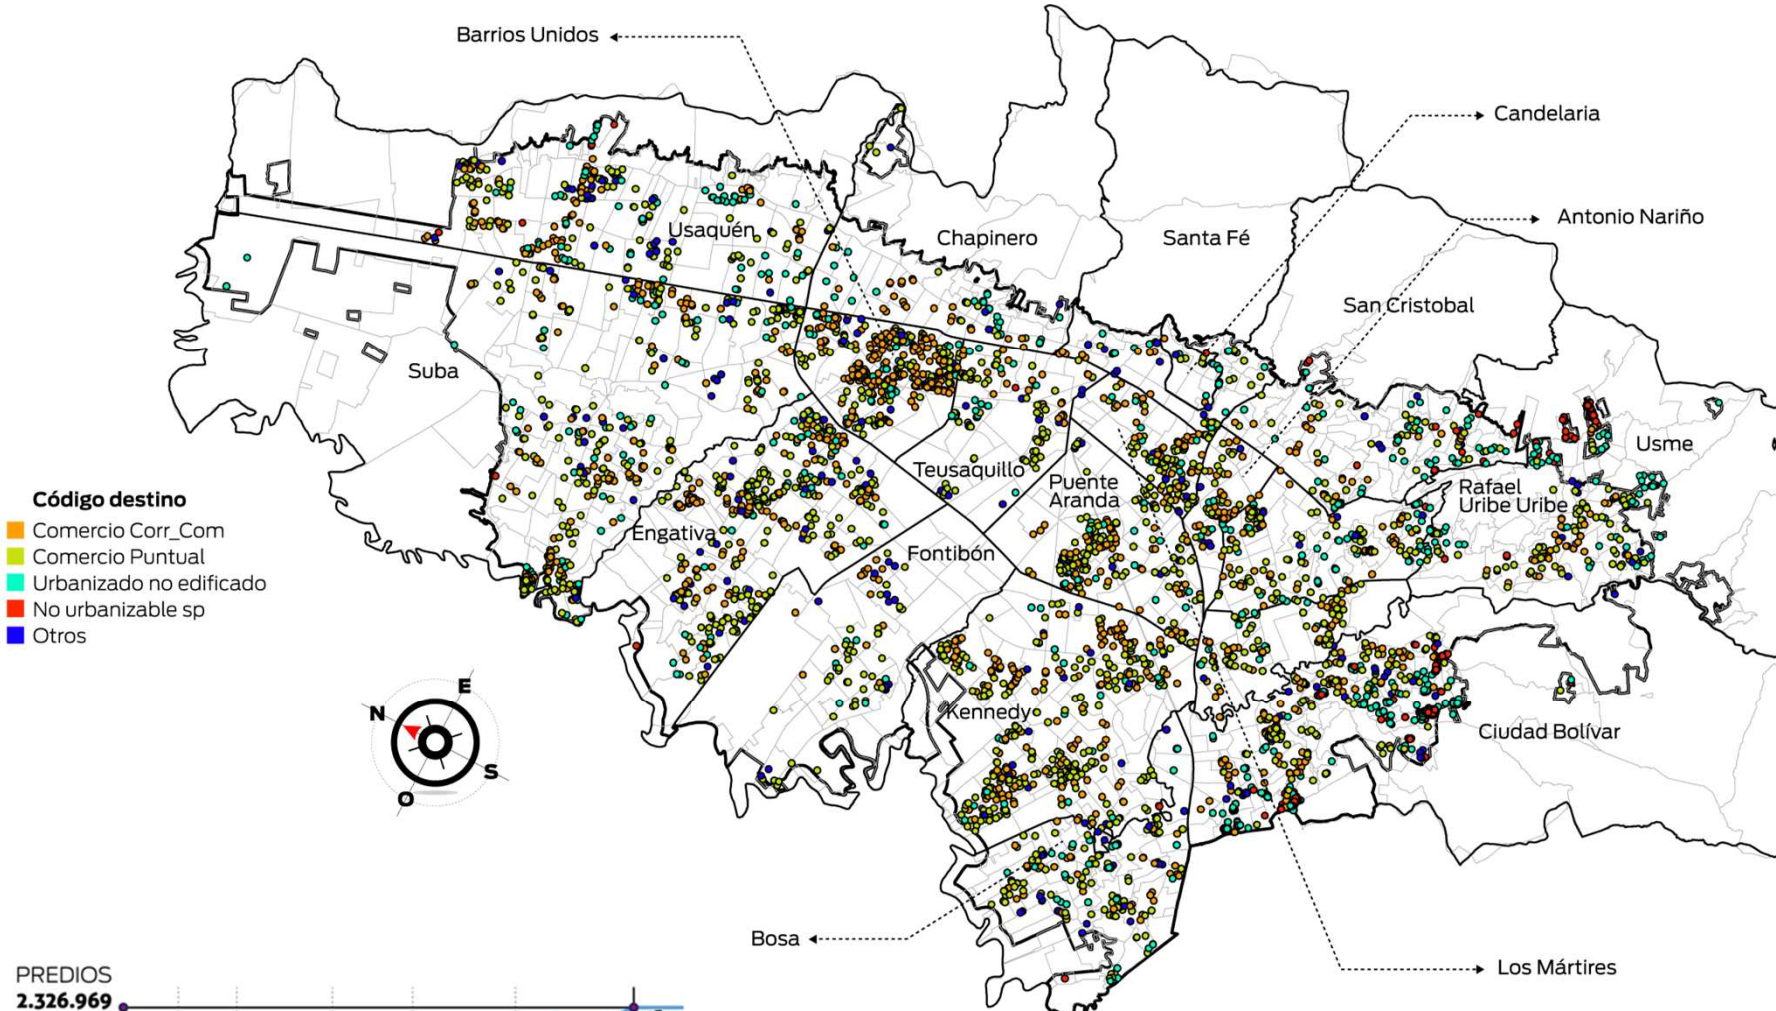 Barrios Unidos
Candelaria
Antonio Nariño
Usaquén
Chapinero
Santa Fé
San Cristobal
Suba
Usme
Teusaquillo
Puente
Aranda
Rafael
Uribe Uribe
Engativa
Fontibón
Kennedy
Ciudad Bolívar
Bosa
Los Mártires
Código destino
Comercio Corr_Com
Comercio Puntual
Urbanizado no edificado
No urbanizable sp
Otros
N
E
S
O
PREDIOS
2.326.969